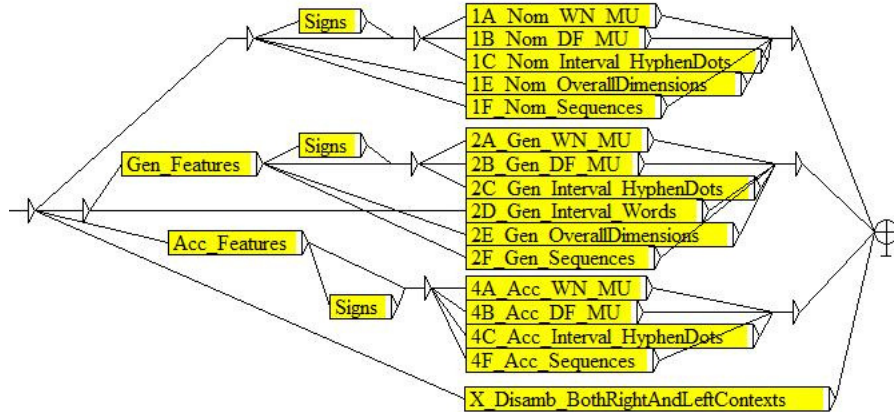 Signs
1A_Nom_WN_MU
1B_Nom_DF_MU
1C_Nom_Interval_HyphenDots
1E_Nom_OverallDimensions
1F_Nom_Sequences
Gen_Features
Signs
2A_Gen_WN_MU
2B_Gen_DF_MU
2C_Gen_Interval_HyphenDots
2D_Gen_Interval_Words
2E_Gen_OverallDimensions
2F_Gen_Sequences
Acc_Features
Signs
4A_Acc_WN_MU
4B_Acc_DF_MU
4C_Acc_Interval_HyphenDots
4F_Acc_Sequences
X_Disamb_BothRightAndLeftContexts